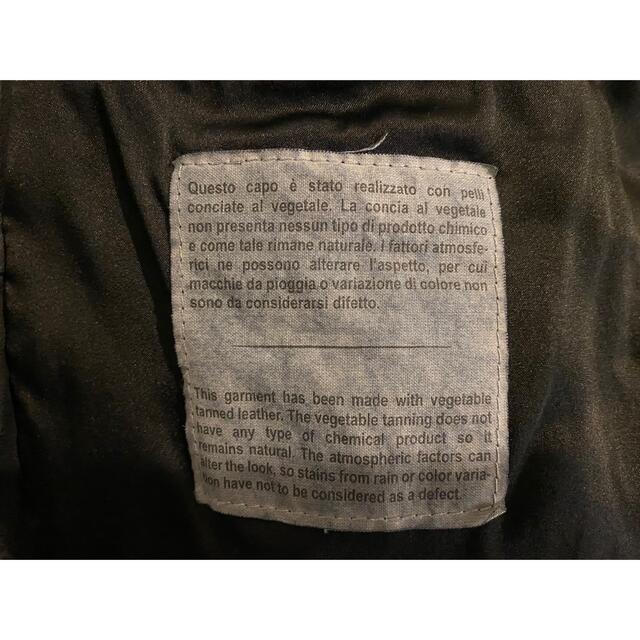 Questo capo è stato realizzato con pelli
conciate al vegetale. La concia al vegetale
non presenta nessun tipo di prodotto chimico
e come tale rimane naturale. I fattori atmosfe-
rici ne possono alterare l'aspetto, per cui
macchie da pioggia o variazione di colore non
sono da considerarsi difetto.
This garment has been made with vegetable
tanned leather. The vegetable tanning does not
have any type of chemical product so it
remains natural. The atmospheric factors can
alter the look, so stains from rain or color varia-
tion have not to be considered as a defect.